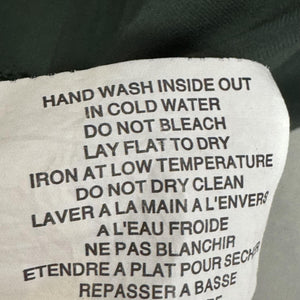 HAND WASH INSIDE OUT
IN COLD WATER
DO NOT BLEACH
LAY FLAT TO DRY
IRON AT LOW TEMPERATURE
DO NOT DRY CLEAN
LAVER A LA MAIN A L'ENVERS
A L'EAU FROIDE
NE PAS BLANCHIR
ETENDRE A PLAT POUR SECHIR
REPASSER A BASSE